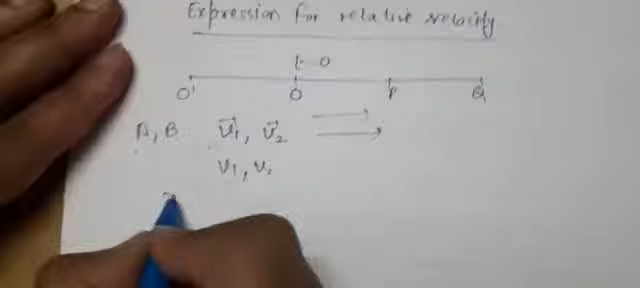 Expression for relative velocity
t=0
O' O P Q
A, B v⃗₁, v⃗₂
v₁, v₂